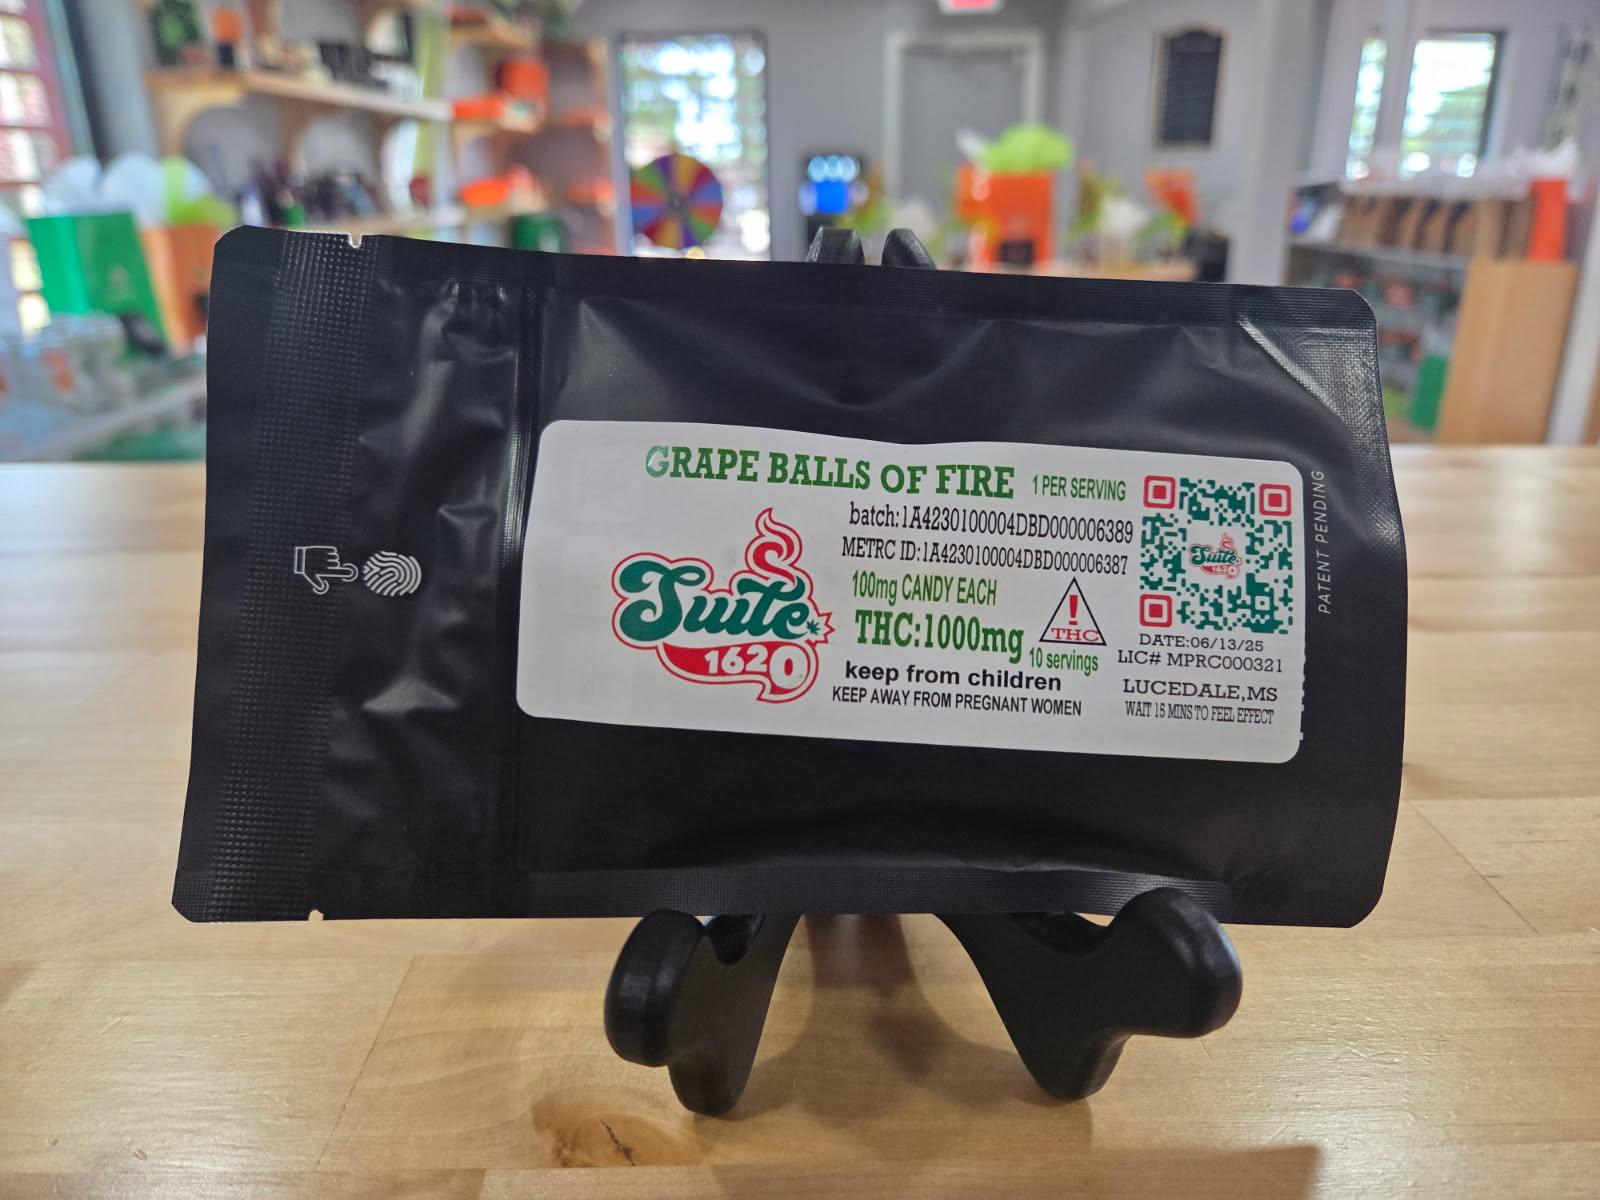 GRAPE BALLS OF FIRE 1 PER SERVING
batch:1A4230100004DBD000006389
METRC ID:1A4230100004DBD000006387
100mg CANDY EACH
THC:1000mg
10 servings
!
THC
keep from children
KEEP AWAY FROM PREGNANT WOMEN
Suite
1620
Suite
1620
DATE:06/13/25
LIC# MPRC000321
LUCEDALE,MS
WAIT 15 MINS TO FEEL EFFECT
PATENT PENDING